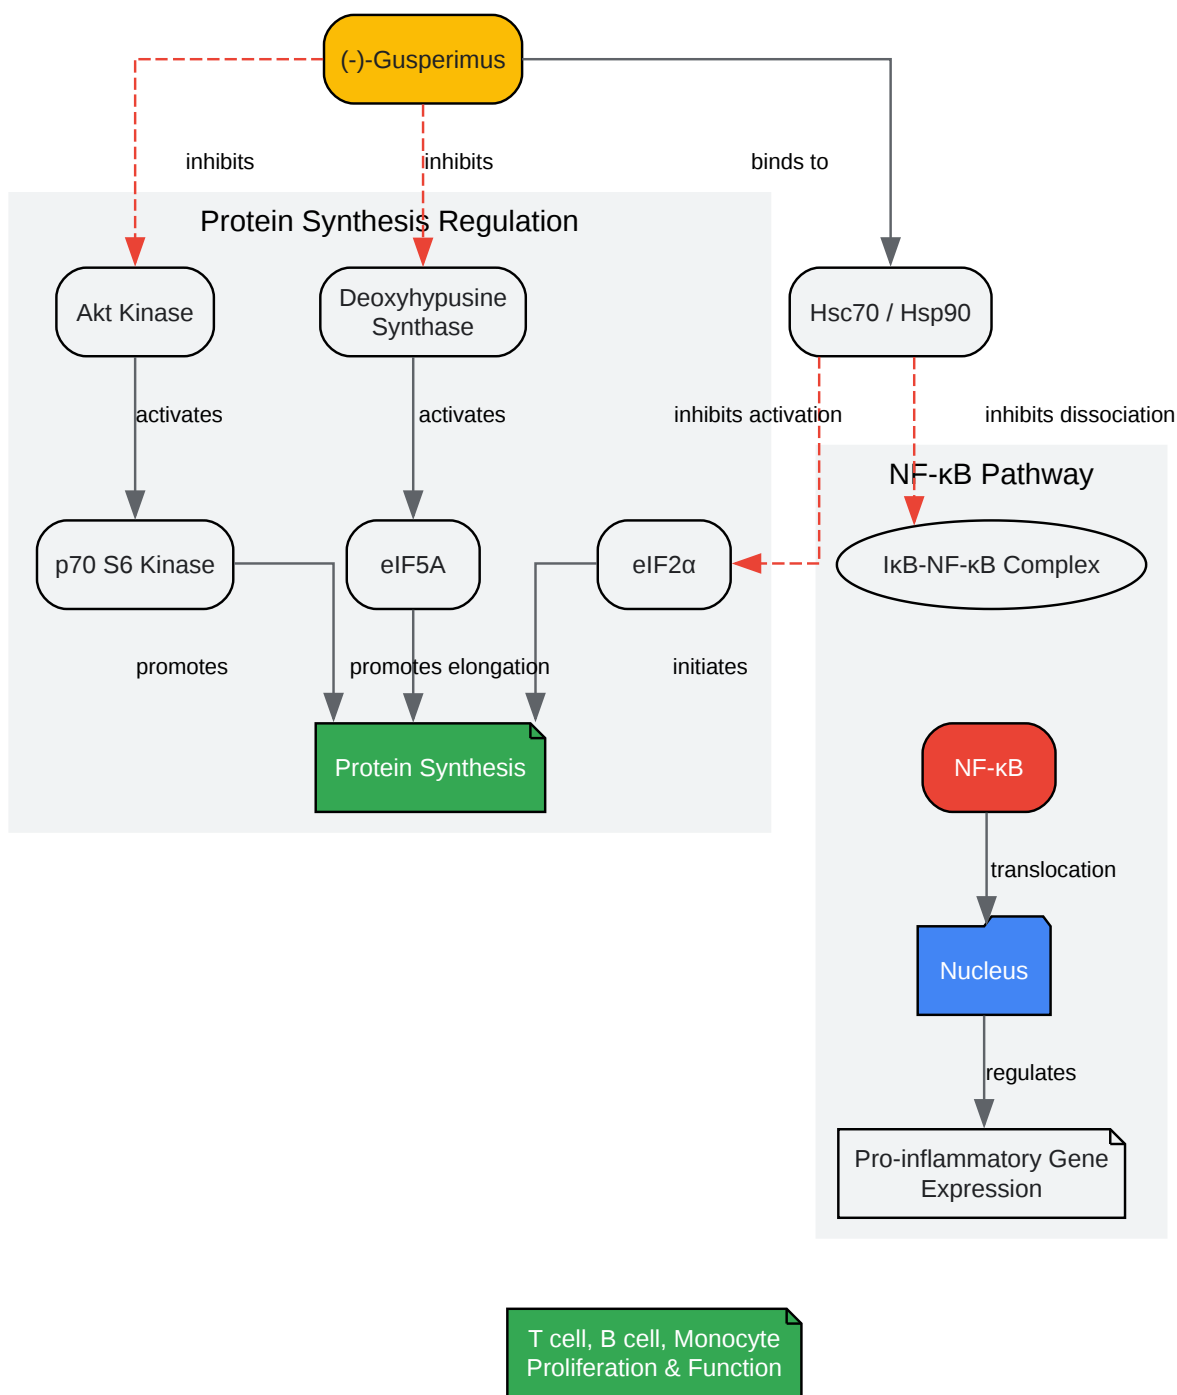 (-)-Gusperimus
inhibits
inhibits
binds to
Protein Synthesis Regulation
Akt Kinase
Deoxyhypusine
Synthase
Hsc70 / Hsp90
activates
activates
inhibits activation
inhibits dissociation
NF-κB Pathway
p70 S6 Kinase
eIF5A
eIF2α
IκB-NF-κB Complex
promotes
promotes elongation
initiates
Protein Synthesis
NF-κB
translocation
Nucleus
regulates
Pro-inflammatory Gene
Expression
T cell, B cell, Monocyte
Proliferation & Function